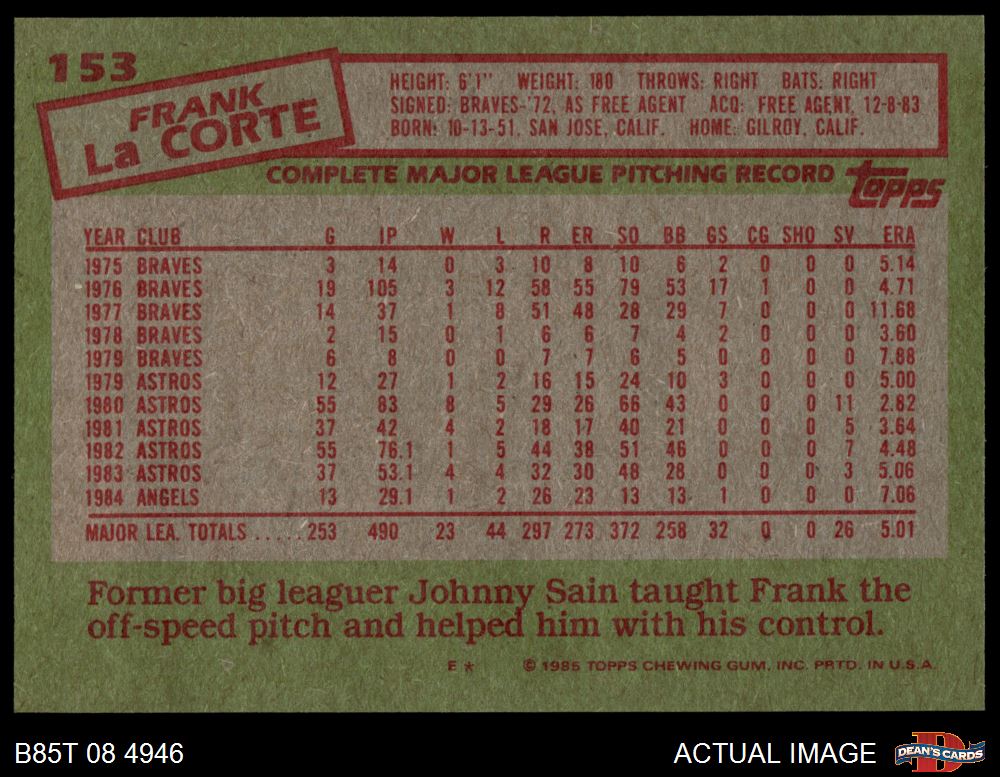 153
FRANK
La CORTE
HEIGHT: 6'1" WEIGHT: 180 THROWS: RIGHT BATS: RIGHT
SIGNED: BRAVES-'72, AS FREE AGENT ACQ: FREE AGENT, 12-8-83
BORN: 10-13-51, SAN JOSE, CALIF. HOME: GILROY, CALIF.
COMPLETE MAJOR LEAGUE PITCHING RECORD topps
YEAR CLUB G IP W L R ER SO BB GS CG SHO SV ERA
1975 BRAVES 3 14 0 3 10 8 10 6 2 0 0 0 5.14
1976 BRAVES 19 105 3 12 58 55 79 53 17 1 0 0 4.71
1977 BRAVES 14 37 1 8 51 48 28 29 7 0 0 0 11.68
1978 BRAVES 2 15 0 1 6 6 7 4 2 0 0 0 3.60
1979 BRAVES 6 8 0 0 7 7 6 5 0 0 0 0 7.88
1979 ASTROS 12 27 1 2 16 15 24 10 3 0 0 0 5.00
1980 ASTROS 55 83 8 5 29 26 66 43 0 0 0 11 2.82
1981 ASTROS 37 42 4 2 18 17 40 21 0 0 0 5 3.64
1982 ASTROS 55 76.1 1 5 44 38 51 46 0 0 0 7 4.48
1983 ASTROS 37 53.1 4 4 32 30 48 28 0 0 0 3 5.06
1984 ANGELS 13 29.1 1 2 26 23 13 13 1 0 0 0 7.06
MAJOR LEA. TOTALS .....253 490 23 44 297 273 372 258 32 0 0 26 5.01
Former big leaguer Johnny Sain taught Frank the
off-speed pitch and helped him with his control.
E * © 1985 TOPPS CHEWING GUM, INC. PRTD. IN U.S.A.
B85T 08 4946 ACTUAL IMAGE DEAN'S CARDS